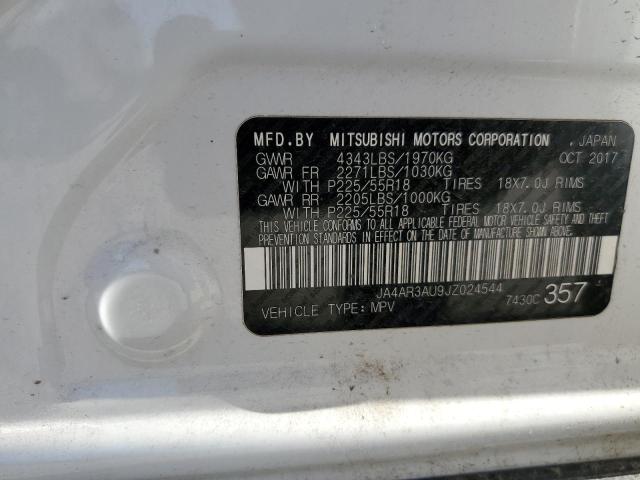 MFD.BY MITSUBISHI MOTORS CORPORATION , JAPAN
GVWR 4343LBS/1970KG OCT 2017
GAWR FR 2271LBS/1030KG
WITH P225/55R18 TIRES 18X7.0J RIMS
GAWR RR 2205LBS/1000KG
WITH P225/55R18 TIRES 18X7.0J RIMS
THIS VEHICLE CONFORMS TO ALL APPLICABLE FEDERAL MOTOR VEHICLE SAFETY AND THEFT
PREVENTION STANDARDS IN EFFECT ON THE DATE OF MANUFACTURE SHOWN ABOVE.
JA4AR3AU9JZ024544
VEHICLE TYPE: MPV 7430C 357